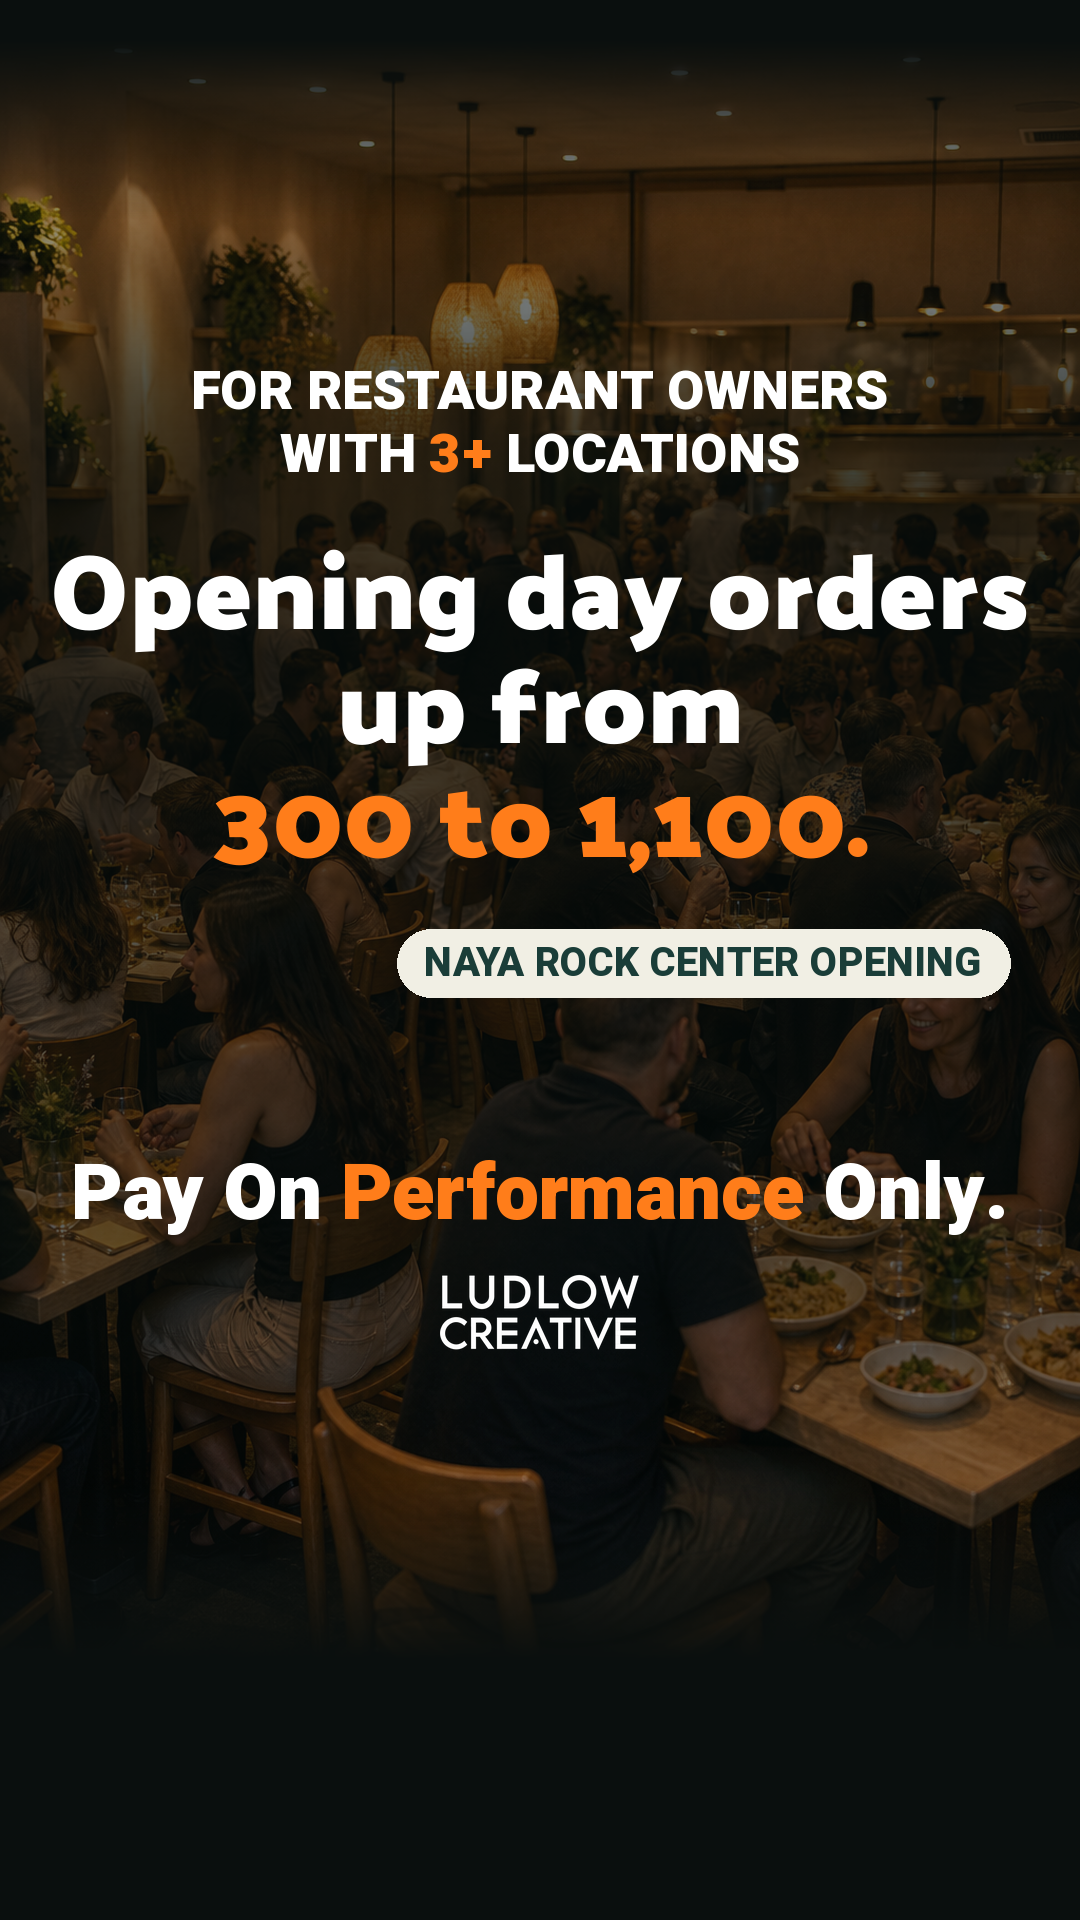 FOR RESTAURANT OWNERS
WITH 3+ LOCATIONS
Opening day orders
up from
300 to 1,100.
NAYA ROCK CENTER OPENING
Pay On Performance Only.
LUDLOW
CREATIVE